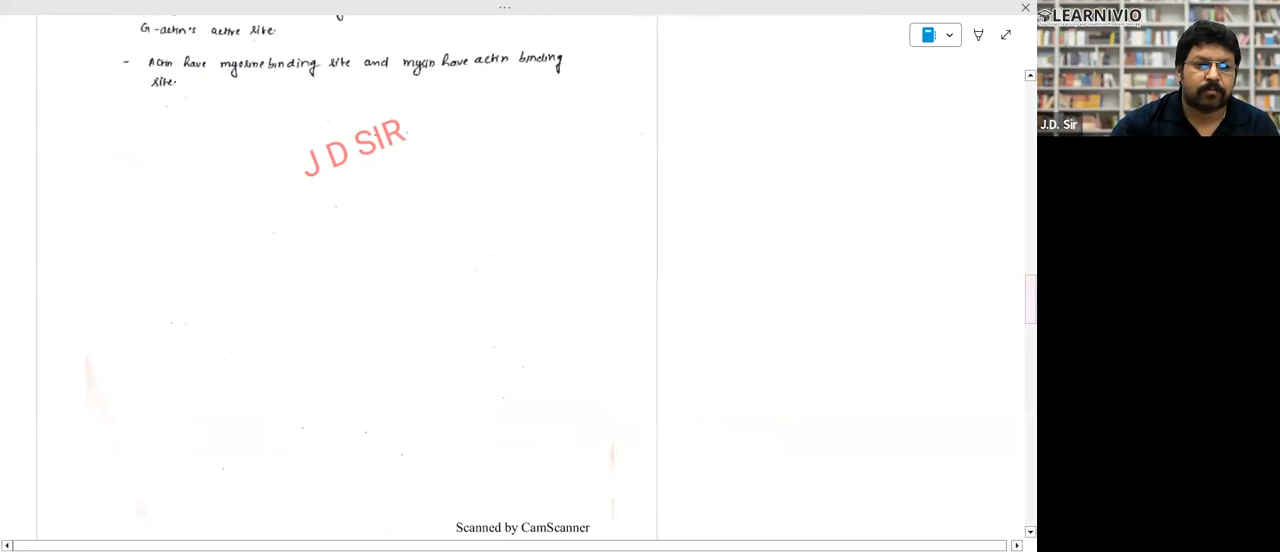 G-actin's active site.
- Actin have myosine binding site and mysin have actin binding
site.
J D SIR
Scanned by CamScanner
LEARNIVIO
J.D. Sir